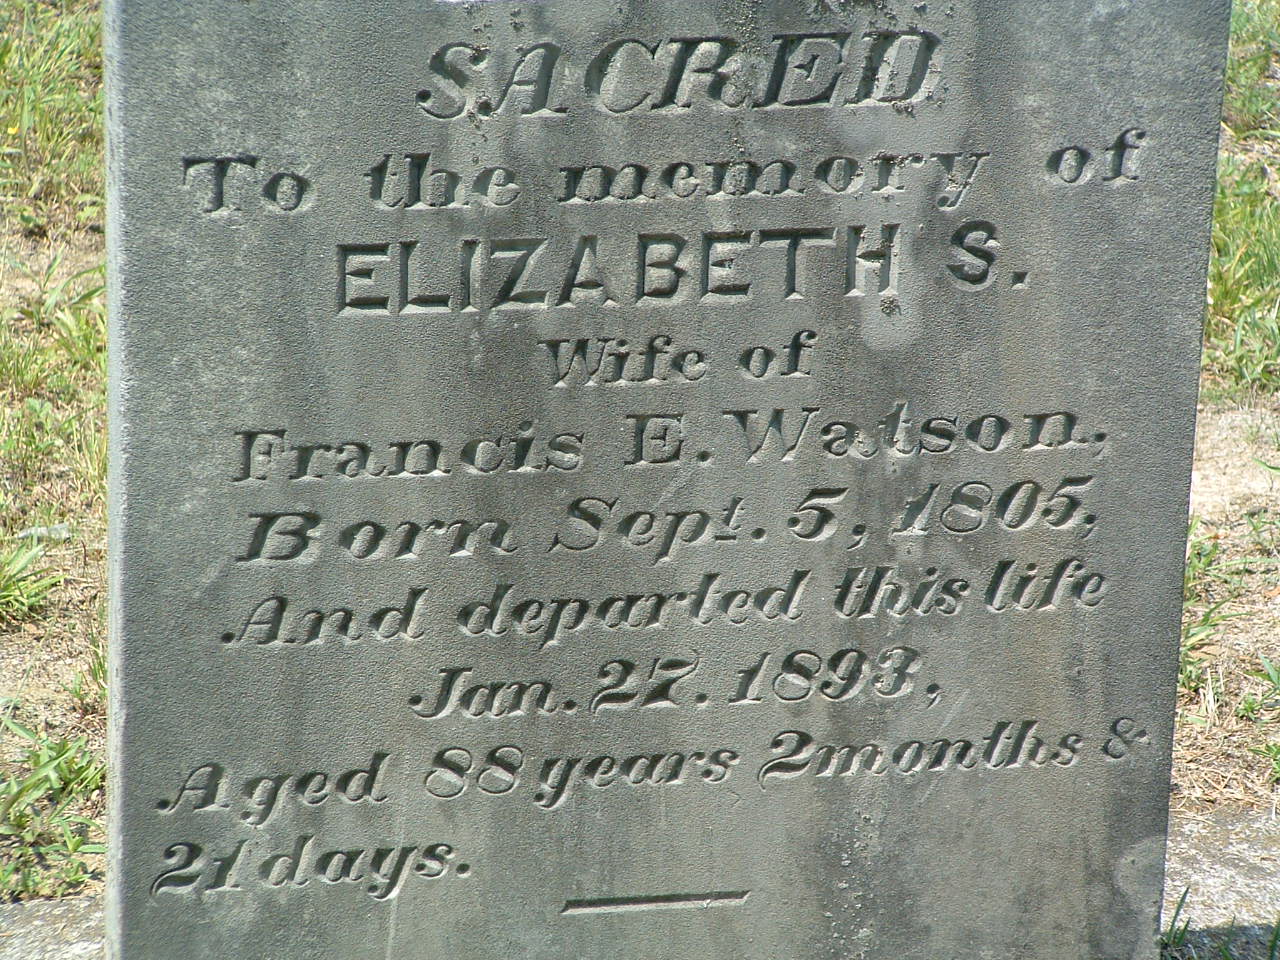 SACRED
To the memory of
ELIZABETH S.
Wife of
Francis E. Watson,
Born Sept. 5, 1805,
And departed this life
Jan. 27. 1893,
Aged 88 years 2 months &
21 days.